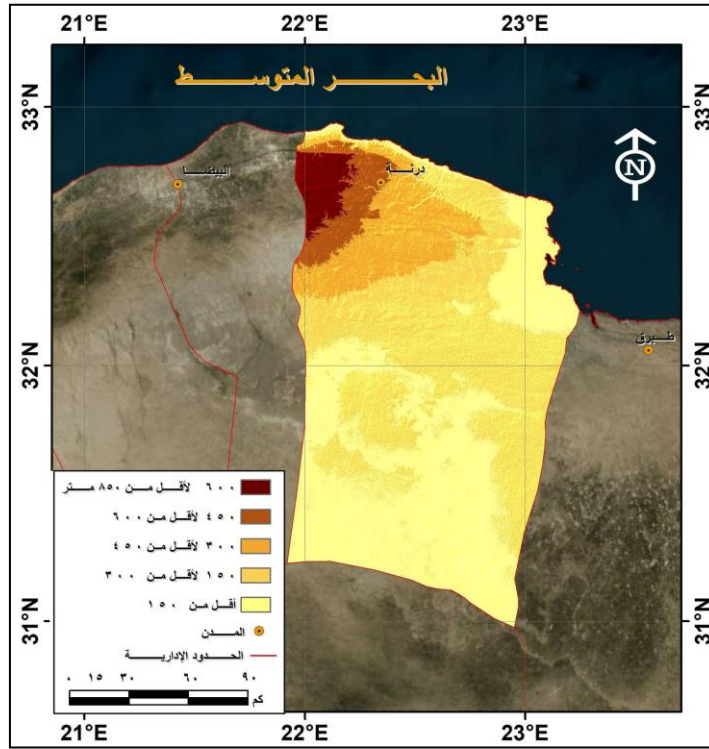 21°E 22°E 23°E
البحر المتوسط
33°N 33°N
N
درنة
البيضا
32°N 32°N
طبرق
٦٠٠ لأقل من ٨٥٠ متر
٤٥٠ لأقل من ٦٠٠
٣٠٠ لأقل من ٤٥٠
١٥٠ لأقل من ٣٠٠
أقل من ١٥٠
المدن
الحدود الإدارية
٠ ١٥ ٣٠ ٦٠ ٩٠
كم
31°N 31°N
21°E 22°E 23°E